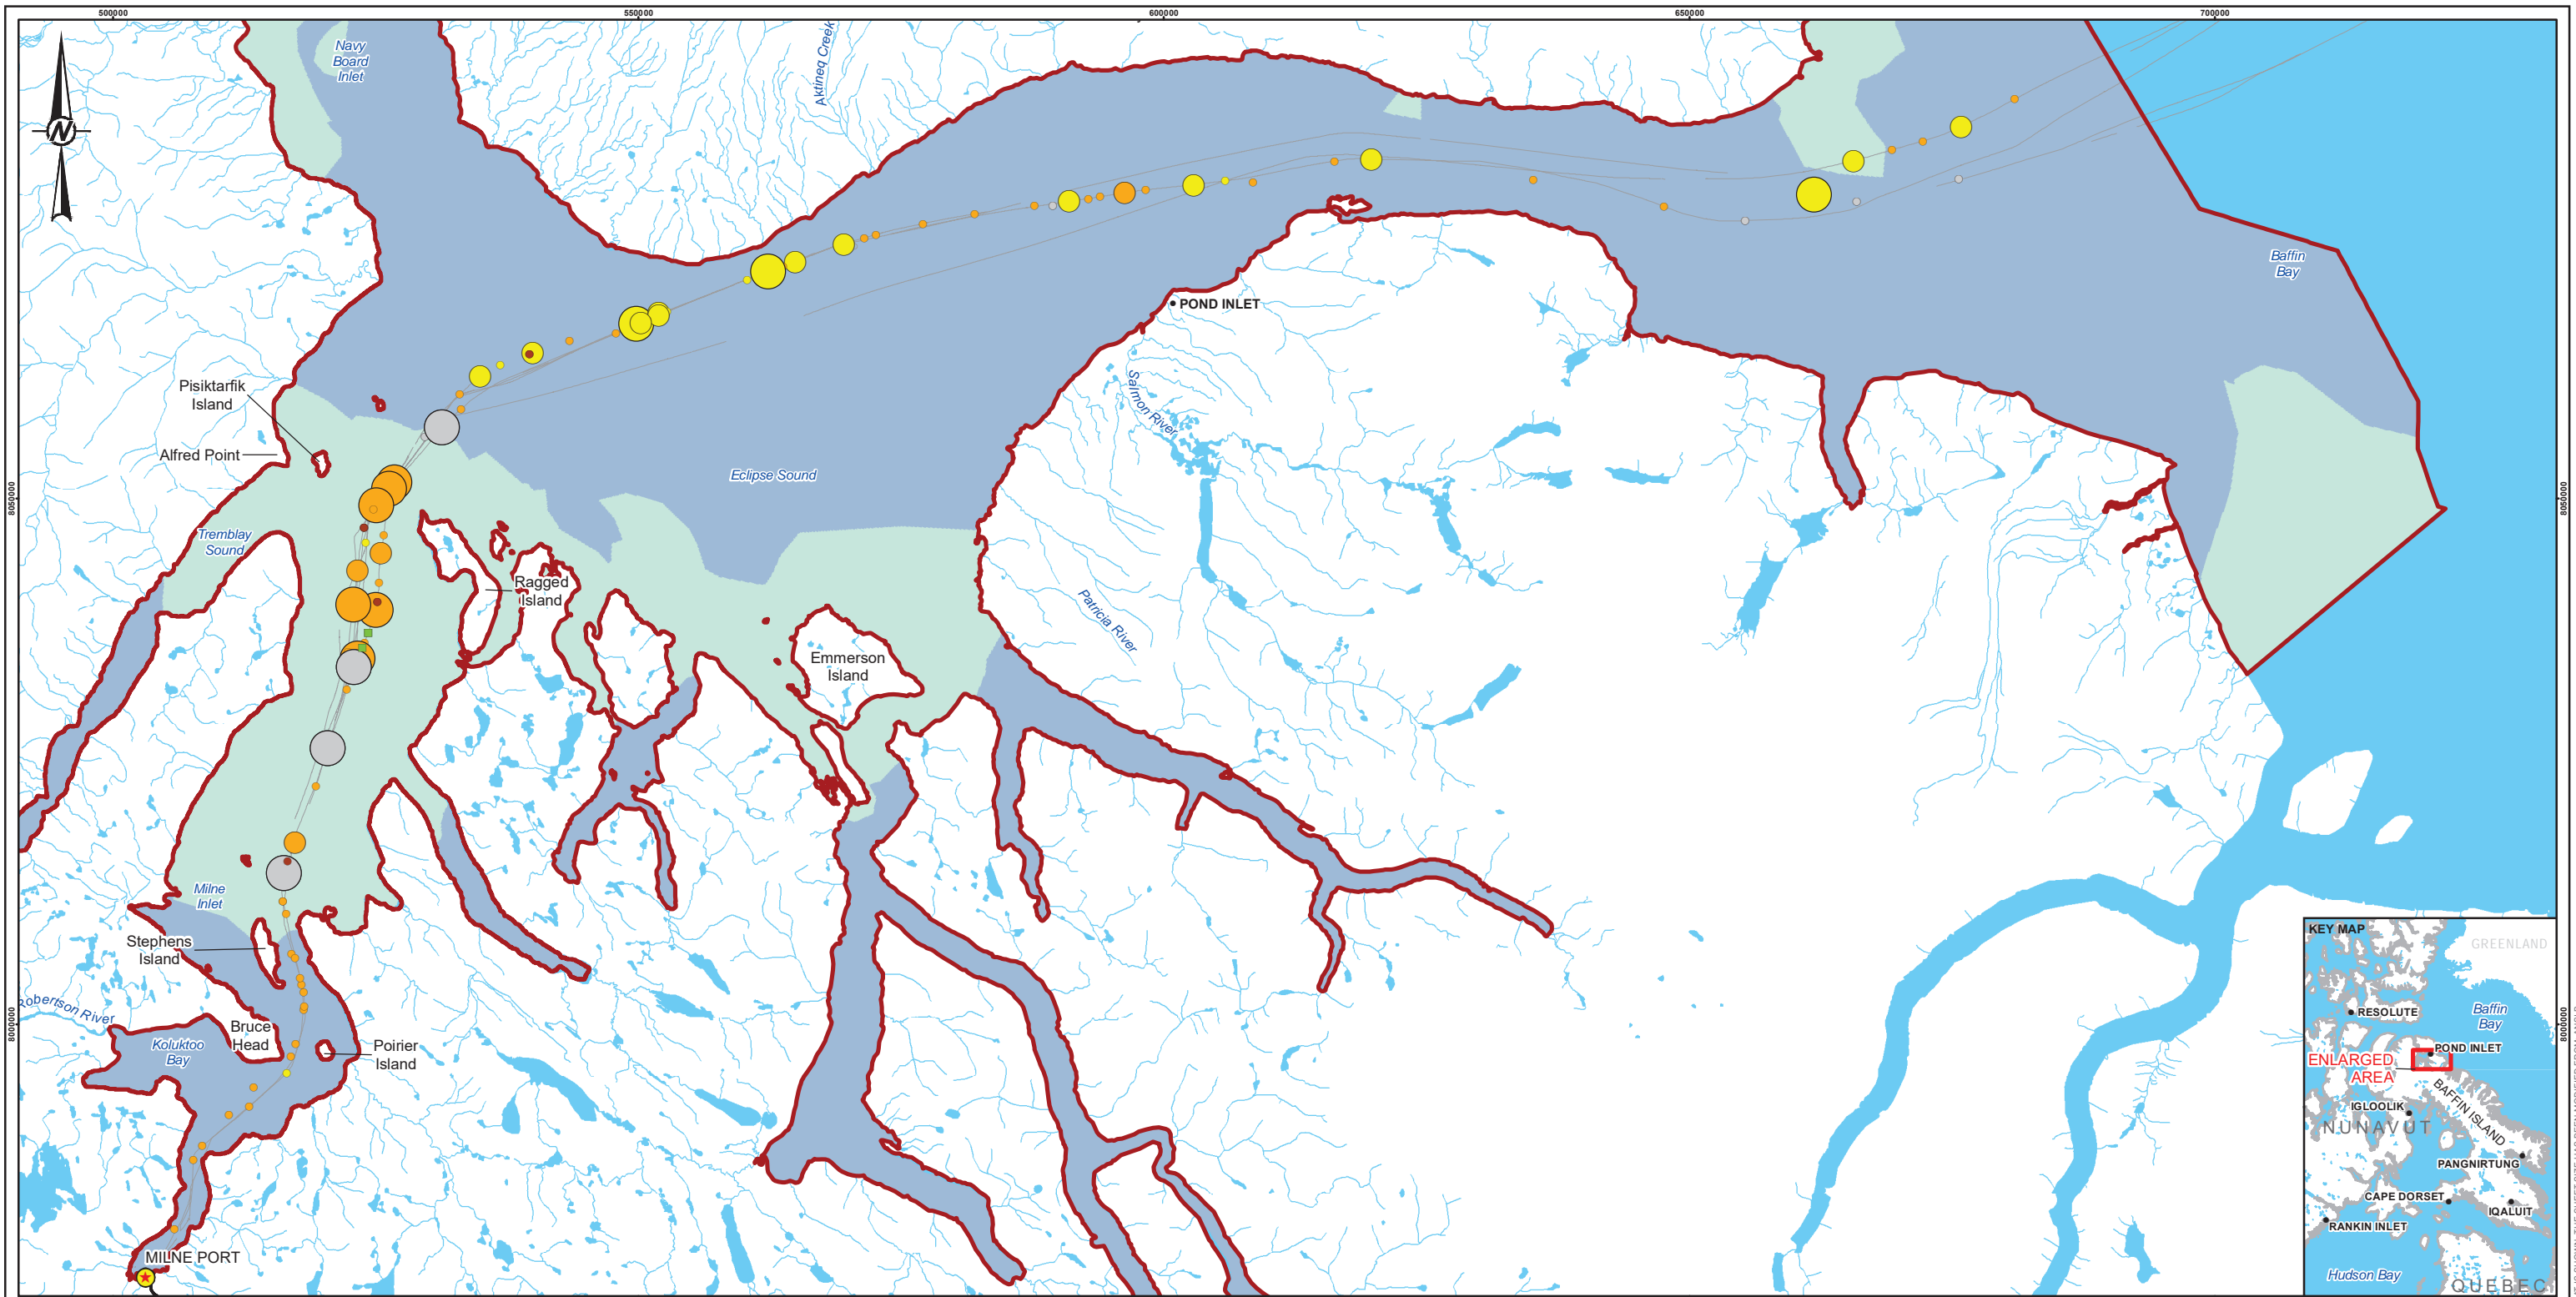 500000
550000
600000
650000
700000
Navy
Board
Inlet
Aktineq Creek
N
Baffin
Bay
POND INLET
Pisiktarfik
Island
Alfred Point
Salmon River
Eclipse Sound
8050000
8050000
Tremblay
Sound
Ragged
Island
Patricia River
Emmerson
Island
Milne
Inlet
Stephens
Island
Robertson River
Bruce
Head
Koluktoo
Bay
Poirier
Island
8000000
8000000
MILNE PORT
KEY MAP
GREENLAND
Baffin
Bay
RESOLUTE
POND INLET
ENLARGED
AREA
BAFFIN ISLAND
IGLOOLIK
NUNAVUT
PANGNIRTUNG
CAPE DORSET
IQALUIT
RANKIN INLET
Hudson Bay
QUEBEC